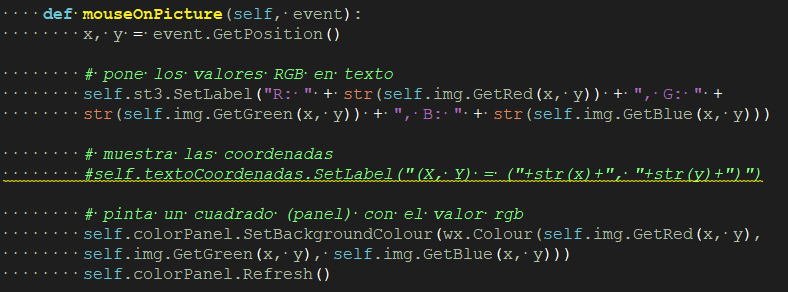 def mouseOnPicture(self, event):
        x, y = event.GetPosition()

        # pone los valores RGB en texto
        self.st3.SetLabel("R: " + str(self.img.GetRed(x, y)) + ", G: " +
        str(self.img.GetGreen(x, y)) + ", B: " + str(self.img.GetBlue(x, y)))

        # muestra las coordenadas
        #self.textoCoordenadas.SetLabel("(X, Y) = ("+str(x)+", "+str(y)+")")

        # pinta un cuadrado (panel) con el valor rgb
        self.colorPanel.SetBackgroundColour(wx.Colour(self.img.GetRed(x, y),
        self.img.GetGreen(x, y), self.img.GetBlue(x, y)))
        self.colorPanel.Refresh()